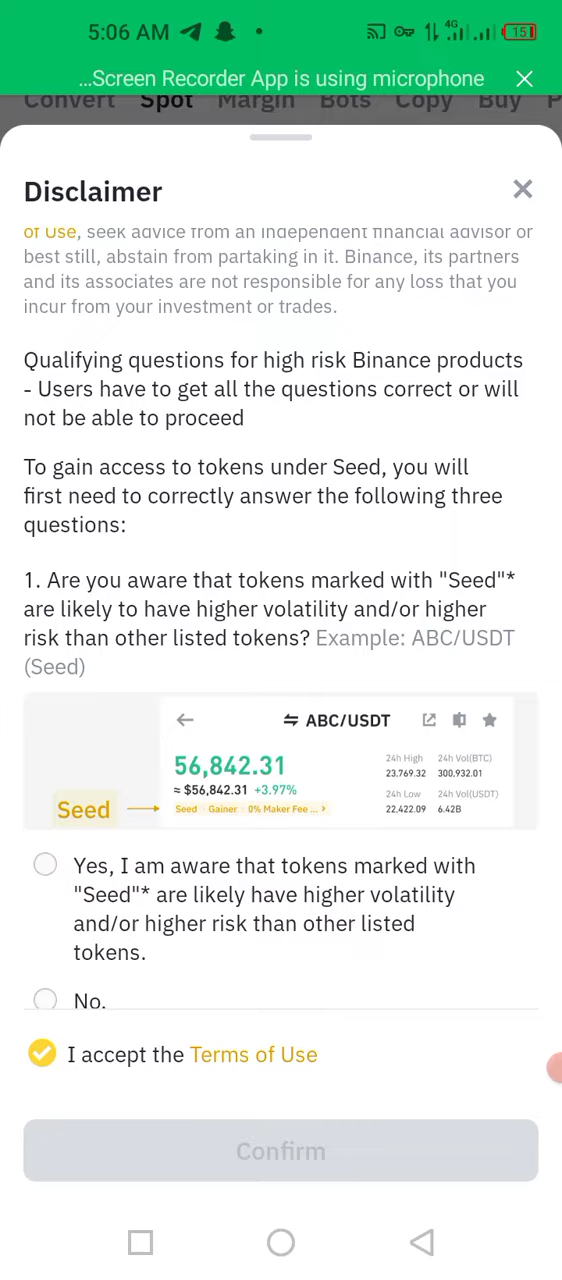 5:06 AM
4G
15
...Screen Recorder App is using microphone
Convert Spot Margin Bots Copy Buy P
Disclaimer
of Use, seek advice from an independent financial advisor or
best still, abstain from partaking in it. Binance, its partners
and its associates are not responsible for any loss that you
incur from your investment or trades.
Qualifying questions for high risk Binance products
- Users have to get all the questions correct or will
not be able to proceed
To gain access to tokens under Seed, you will
first need to correctly answer the following three
questions:
1. Are you aware that tokens marked with "Seed"*
are likely to have higher volatility and/or higher
risk than other listed tokens? Example: ABC/USDT
(Seed)
ABC/USDT
56,842.31
≈ $56,842.31 +3.97%
Seed Gainer 0% Maker Fee ... >
24h High 24h Vol(BTC)
23.769.32 300,932.01
24h Low 24h Vol(USDT)
22,422.09 6.42B
Seed
Yes, I am aware that tokens marked with
"Seed"* are likely have higher volatility
and/or higher risk than other listed
tokens.
No.
I accept the Terms of Use
Confirm